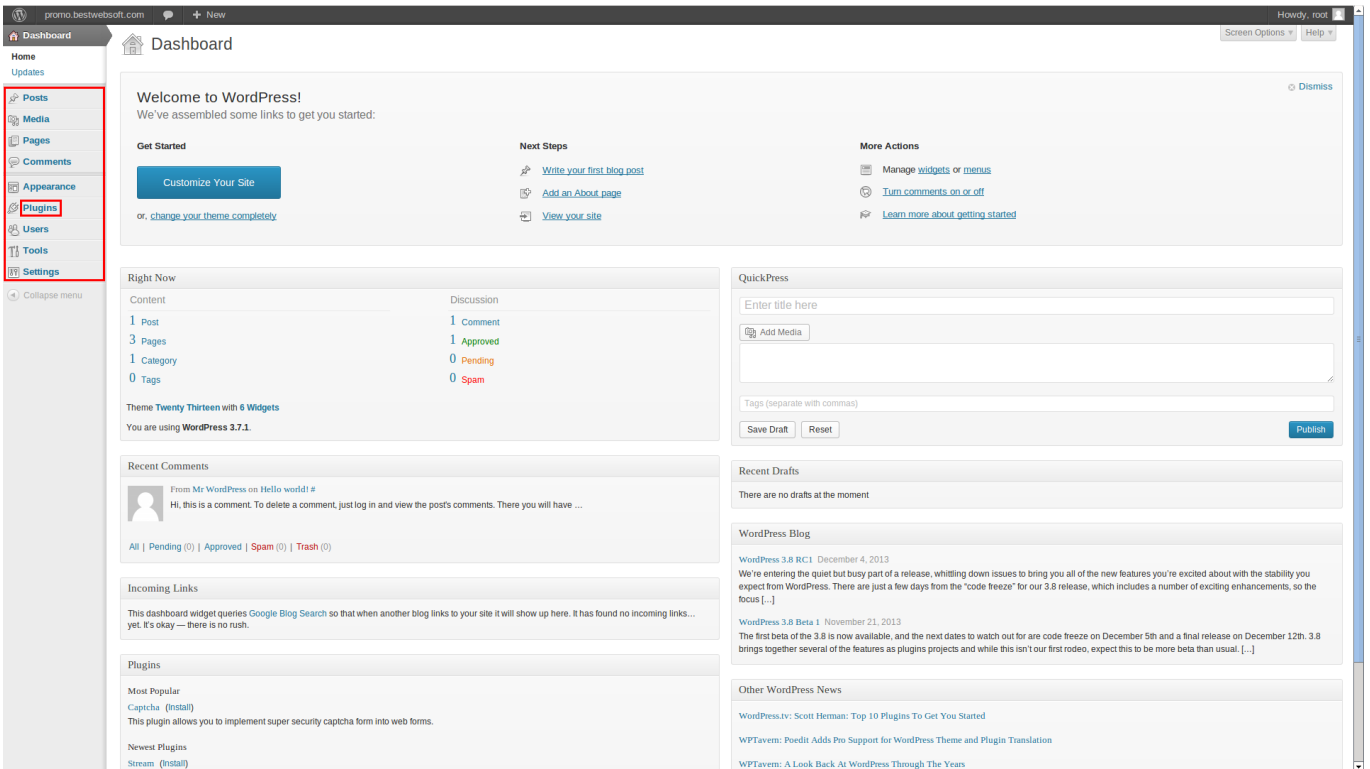 promo.bestwebsoft.com + New Howdy, root
Dashboard
Home
Updates
Posts
Media
Pages
Comments
Appearance
Plugins
Users
Tools
Settings
Collapse menu
Dashboard
Screen Options Help
Welcome to WordPress!
Dismiss
We've assembled some links to get you started:
Get Started
Customize Your Site
or, change your theme completely
Next Steps
Write your first blog post
Add an About page
View your site
More Actions
Manage widgets or menus
Turn comments on or off
Learn more about getting started
Right Now
Content
1 Post
3 Pages
1 Category
0 Tags
Discussion
1 Comment
1 Approved
0 Pending
0 Spam
Theme Twenty Thirteen with 6 Widgets
You are using WordPress 3.7.1.
Recent Comments
From Mr WordPress on Hello world! #
Hi, this is a comment. To delete a comment, just log in and view the post's comments. There you will have …
All | Pending (0) | Approved | Spam (0) | Trash (0)
Incoming Links
This dashboard widget queries Google Blog Search so that when another blog links to your site it will show up here. It has found no incoming links…
yet. It's okay — there is no rush.
Plugins
Most Popular
Captcha (Install)
This plugin allows you to implement super security captcha form into web forms.
Newest Plugins
Stream (Install)
QuickPress
Enter title here
Add Media
Tags (separate with commas)
Save Draft Reset Publish
Recent Drafts
There are no drafts at the moment
WordPress Blog
WordPress 3.8 RC1 December 4, 2013
We're entering the quiet but busy part of a release, whittling down issues to bring you all of the new features you're excited about with the stability you
expect from WordPress. There are just a few days from the "code freeze" for our 3.8 release, which includes a number of exciting enhancements, so the
focus […]
WordPress 3.8 Beta 1 November 21, 2013
The first beta of the 3.8 is now available, and the next dates to watch out for are code freeze on December 5th and a final release on December 12th. 3.8
brings together several of the features as plugins projects and while this isn't our first rodeo, expect this to be more beta than usual. […]
Other WordPress News
WordPress.tv: Scott Herman: Top 10 Plugins To Get You Started
WPTavern: Poedit Adds Pro Support for WordPress Theme and Plugin Translation
WPTavern: A Look Back At WordPress Through The Years